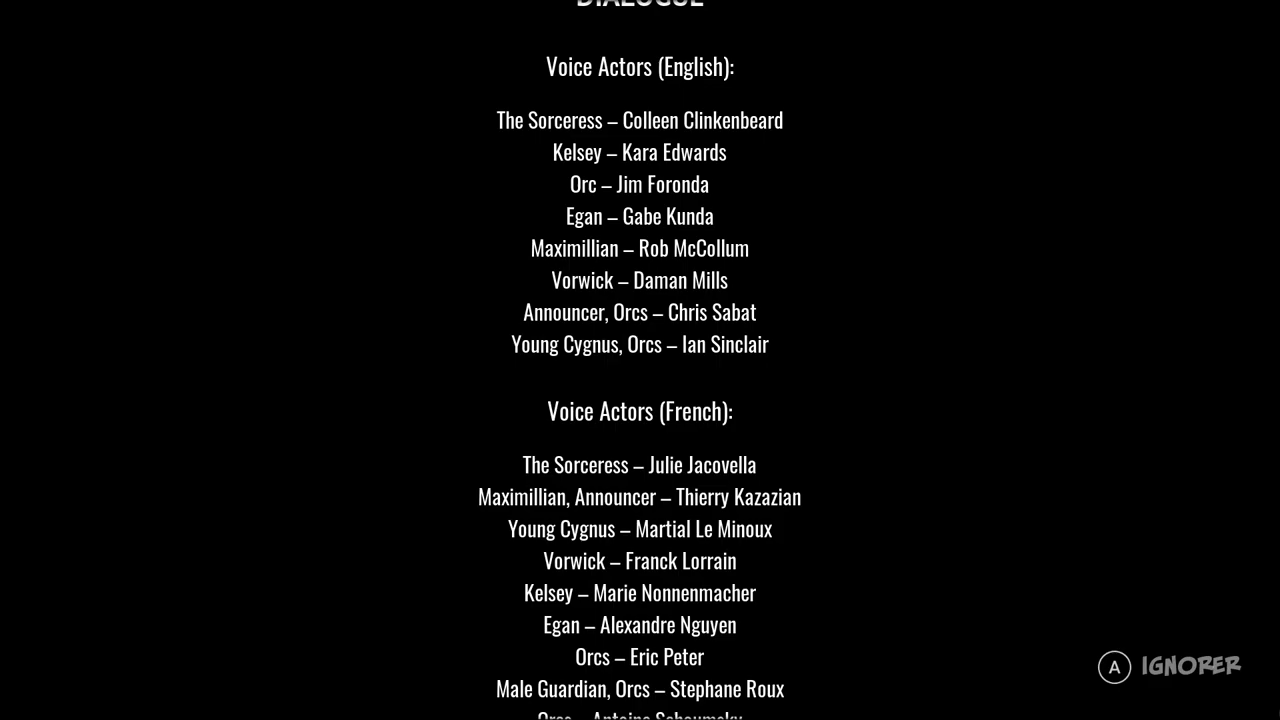 DIALOGUE
Voice Actors (English):
The Sorceress – Colleen Clinkenbeard
Kelsey – Kara Edwards
Orc – Jim Foronda
Egan – Gabe Kunda
Maximillian – Rob McCollum
Vorwick – Daman Mills
Announcer, Orcs – Chris Sabat
Young Cygnus, Orcs – Ian Sinclair
Voice Actors (French):
The Sorceress – Julie Jacovella
Maximillian, Announcer – Thierry Kazazian
Young Cygnus – Martial Le Minoux
Vorwick – Franck Lorrain
Kelsey – Marie Nonnenmacher
Egan – Alexandre Nguyen
Orcs – Eric Peter
Male Guardian, Orcs – Stephane Roux
Orcs – Antoine
A IGNORER